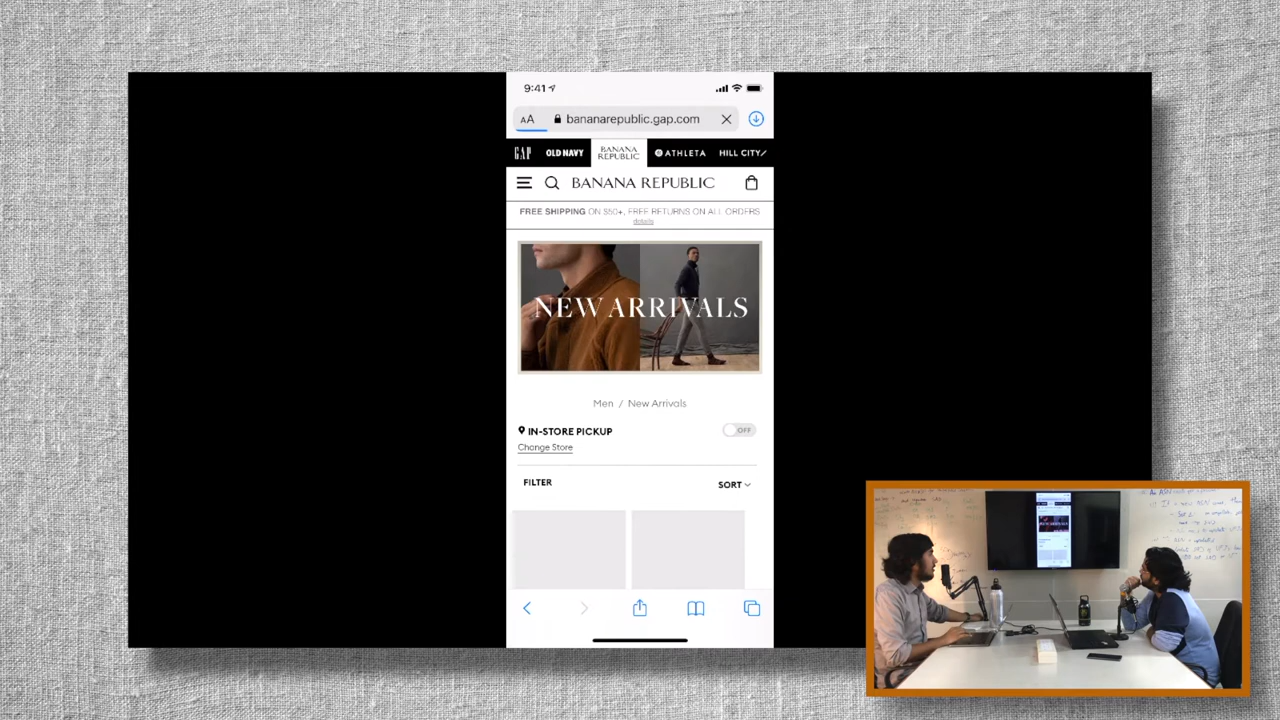 9:41
AA bananarepublic.gap.com
GAP OLD NAVY BANANA REPUBLIC ATHLETA HILL CITY
BANANA REPUBLIC
FREE SHIPPING ON $50+, FREE RETURNS ON ALL ORDERS
details
NEW ARRIVALS
Men / New Arrivals
IN-STORE PICKUP
OFF
Change Store
FILTER
SORT
NEW ARRIVALS